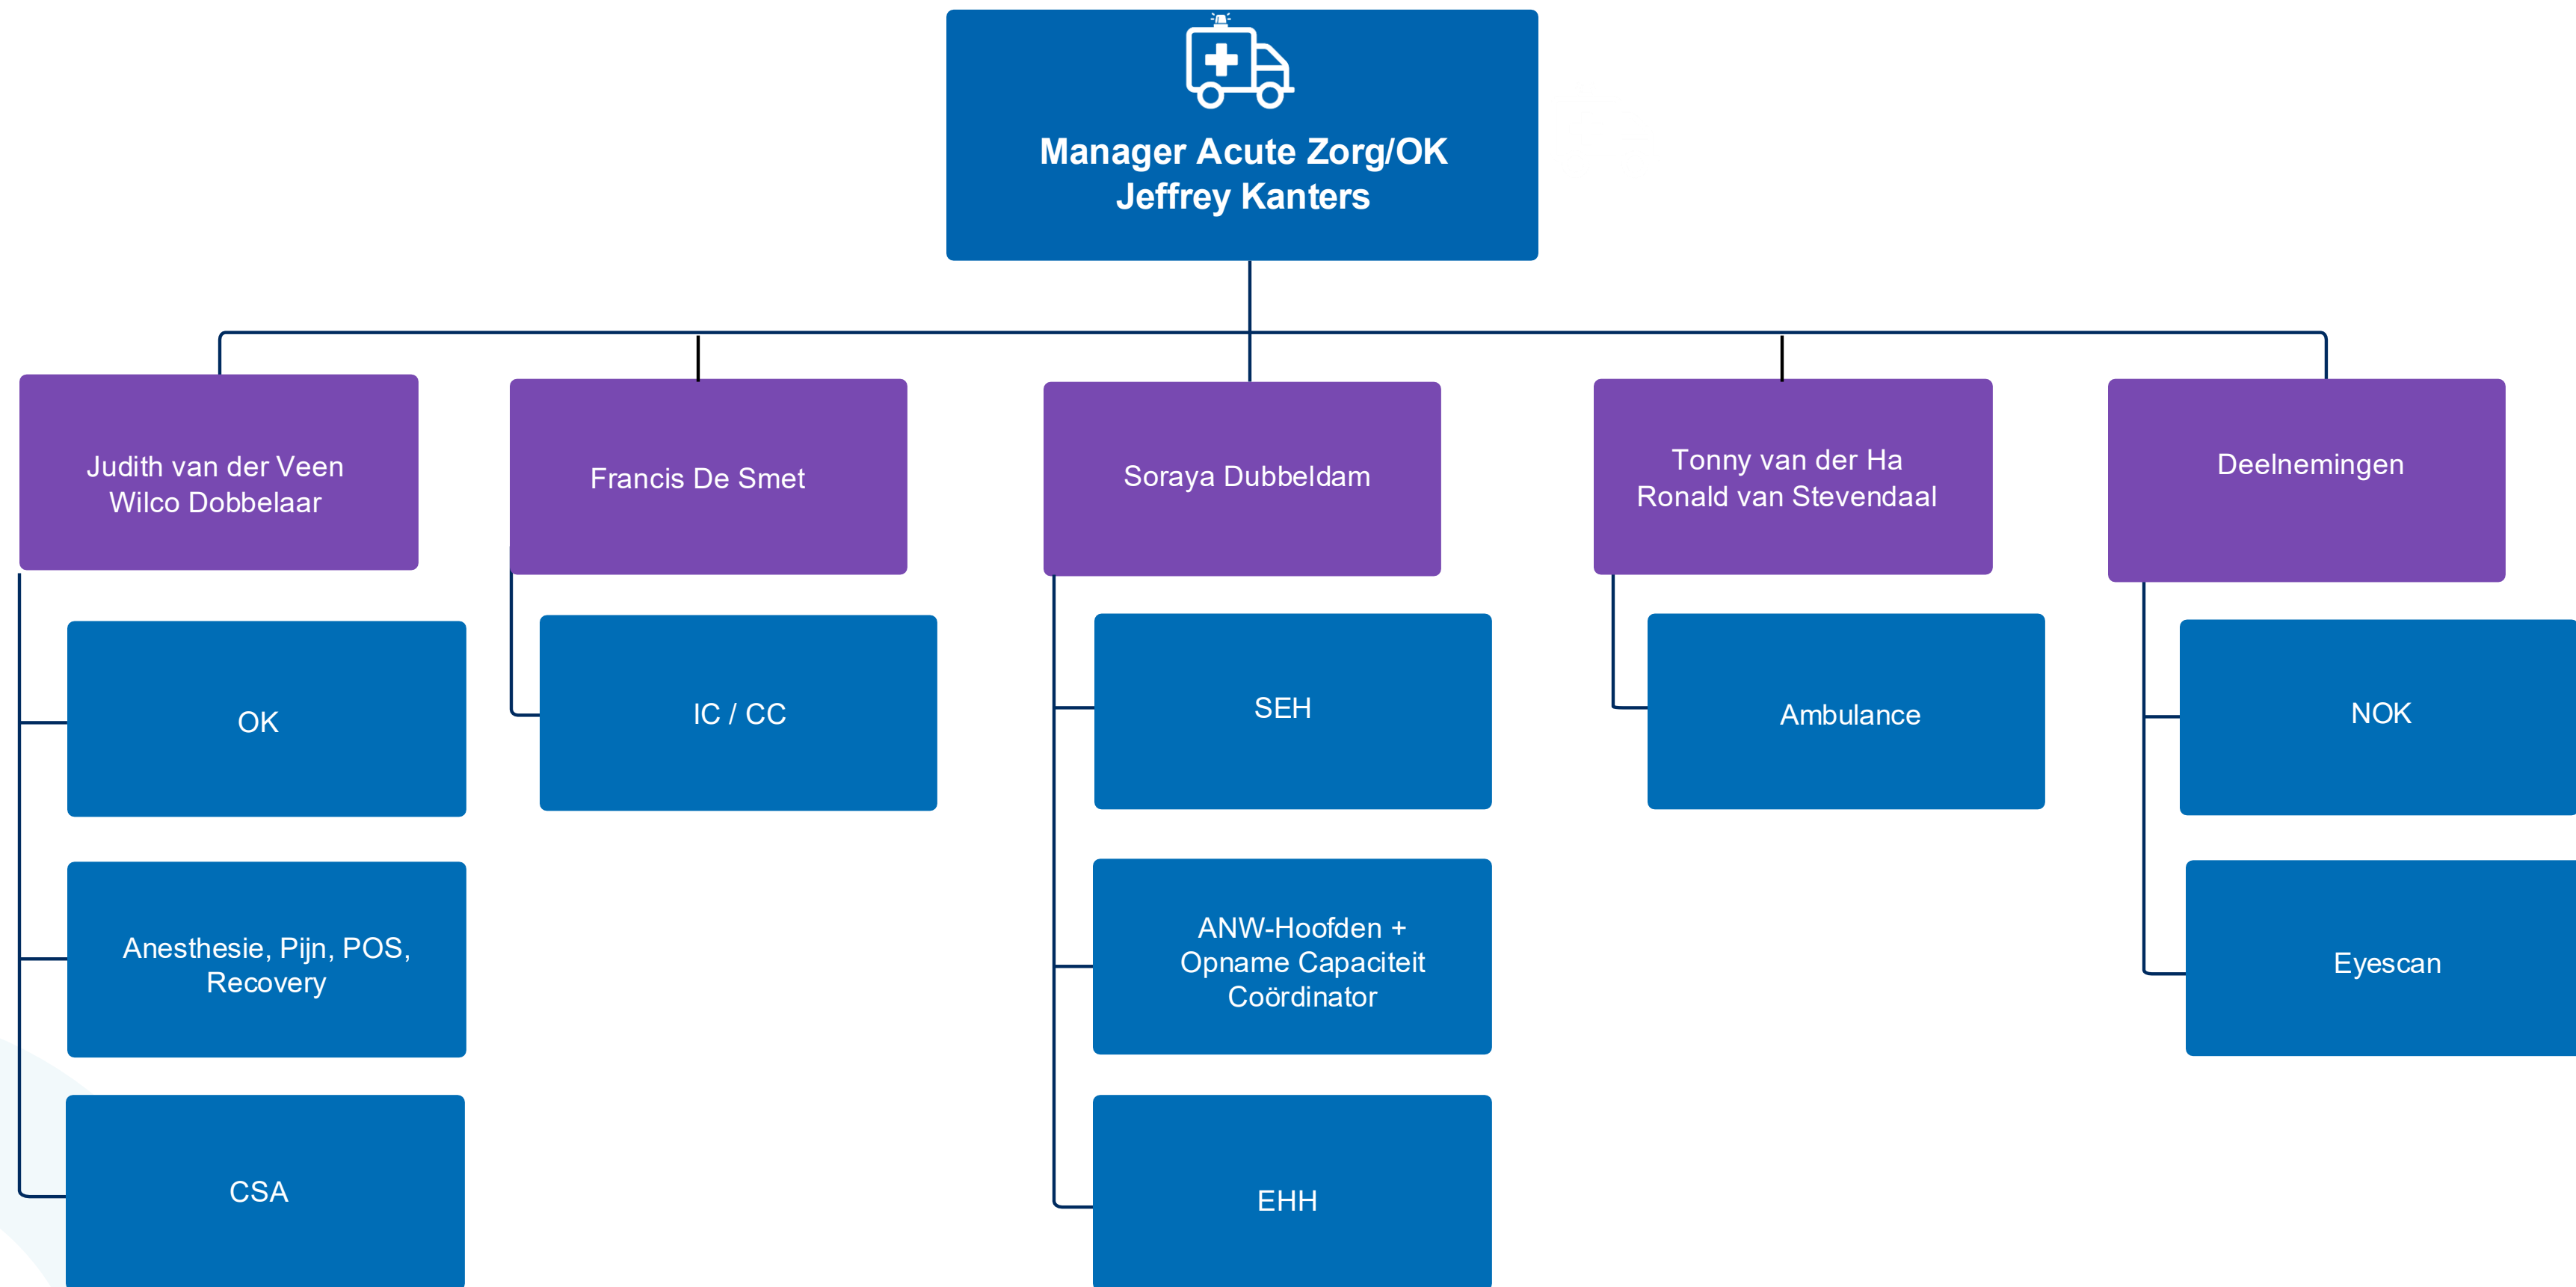 Manager Acute Zorg/OK
Jeffrey Kanters
Judith van der Veen
Wilco Dobbelaar
Francis De Smet
Soraya Dubbeldam
Tonny van der Ha
Ronald van Stevendaal
Deelnemingen
OK
IC / CC
SEH
Ambulance
NOK
Anesthesie, Pijn, POS,
Recovery
ANW-Hoofden +
Opname Capaciteit
Coördinator
Eyescan
CSA
EHH